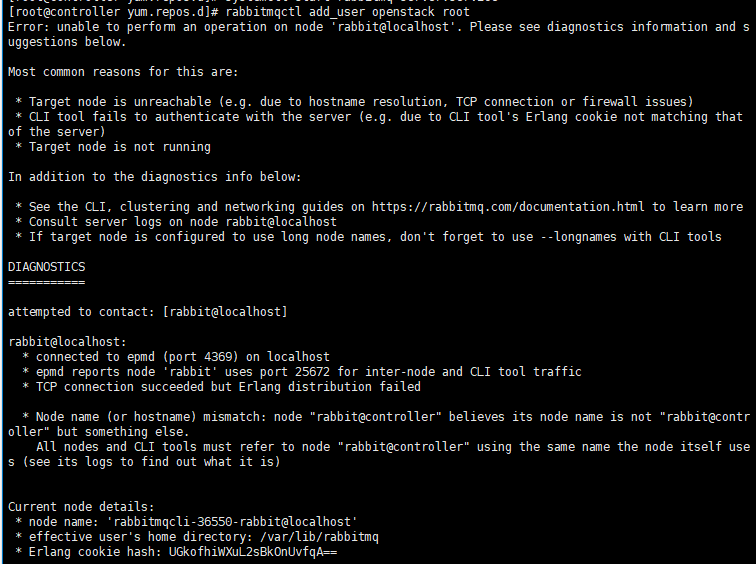 [root@controller yum.repos.d]# rabbitmqctl add_user openstack root
Error: unable to perform an operation on node 'rabbit@localhost'. Please see diagnostics information and s
uggestions below.
Most common reasons for this are:
* Target node is unreachable (e.g. due to hostname resolution, TCP connection or firewall issues)
* CLI tool fails to authenticate with the server (e.g. due to CLI tool's Erlang cookie not matching that
of the server)
* Target node is not running
In addition to the diagnostics info below:
* See the CLI, clustering and networking guides on https://rabbitmq.com/documentation.html to learn more
* Consult server logs on node rabbit@localhost
* If target node is configured to use long node names, don't forget to use --longnames with CLI tools
DIAGNOSTICS
===========
attempted to contact: [rabbit@localhost]
rabbit@localhost:
* connected to epmd (port 4369) on localhost
* epmd reports node 'rabbit' uses port 25672 for inter-node and CLI tool traffic
* TCP connection succeeded but Erlang distribution failed
* Node name (or hostname) mismatch: node "rabbit@controller" believes its node name is not "rabbit@contr
oller" but something else.
All nodes and CLI tools must refer to node "rabbit@controller" using the same name the node itself use
s (see its logs to find out what it is)
Current node details:
* node name: 'rabbitmqcli-36550-rabbit@localhost'
* effective user's home directory: /var/lib/rabbitmq
* Erlang cookie hash: UGkofhiWXuL2sBkOnUvfqA==